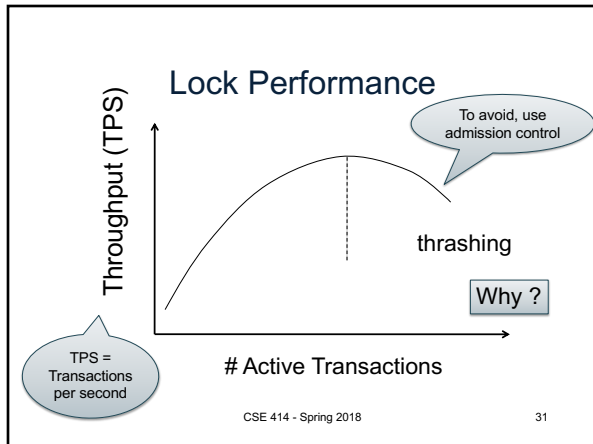 Lock Performance
To avoid, use
admission control
Throughput (TPS)
thrashing
Why ?
TPS =
Transactions
per second
# Active Transactions
CSE 414 - Spring 2018
31